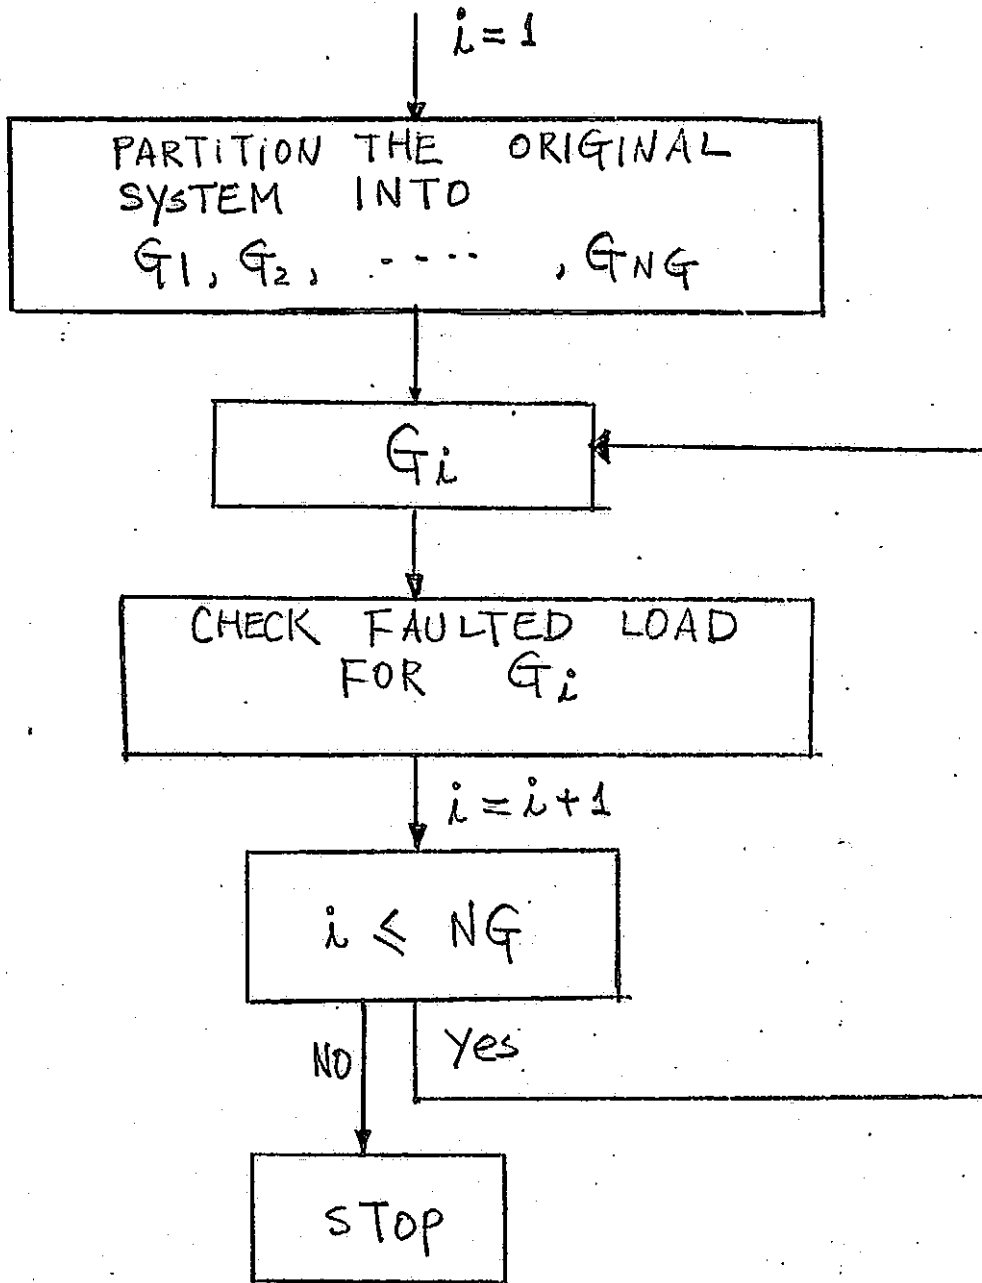 i = 1
PARTITION THE ORIGINAL
SYSTEM INTO
G1, G2, ----- , GNG
Gi
CHECK FAULTED LOAD
FOR Gi
i = i + 1
i ≤ NG
NO
Yes
STOP